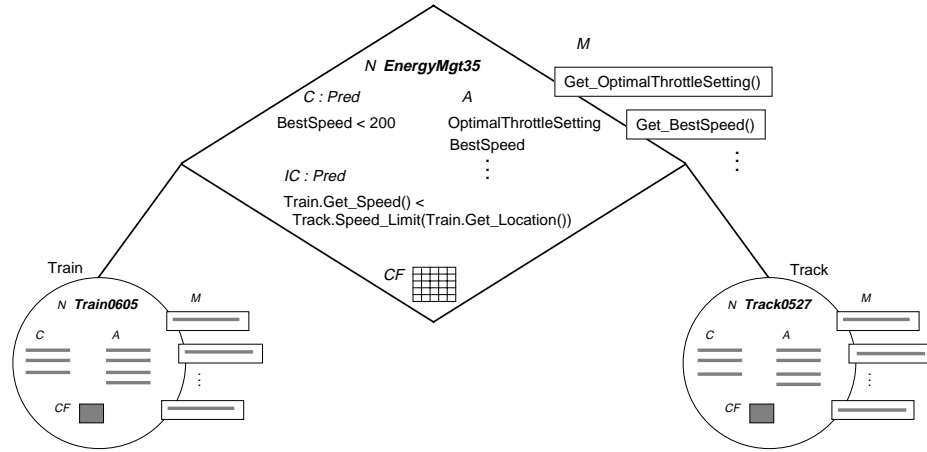 M
N EnergyMgt35
Get_OptimalThrottleSetting()
C : Pred
A
BestSpeed < 200
OptimalThrottleSetting
Get_BestSpeed()
BestSpeed
IC : Pred
Train.Get_Speed() <
Track.Speed_Limit(Train.Get_Location())
CF
Train
N Train0605
M
C
A
CF
Track
N Track0527
M
C
A
CF